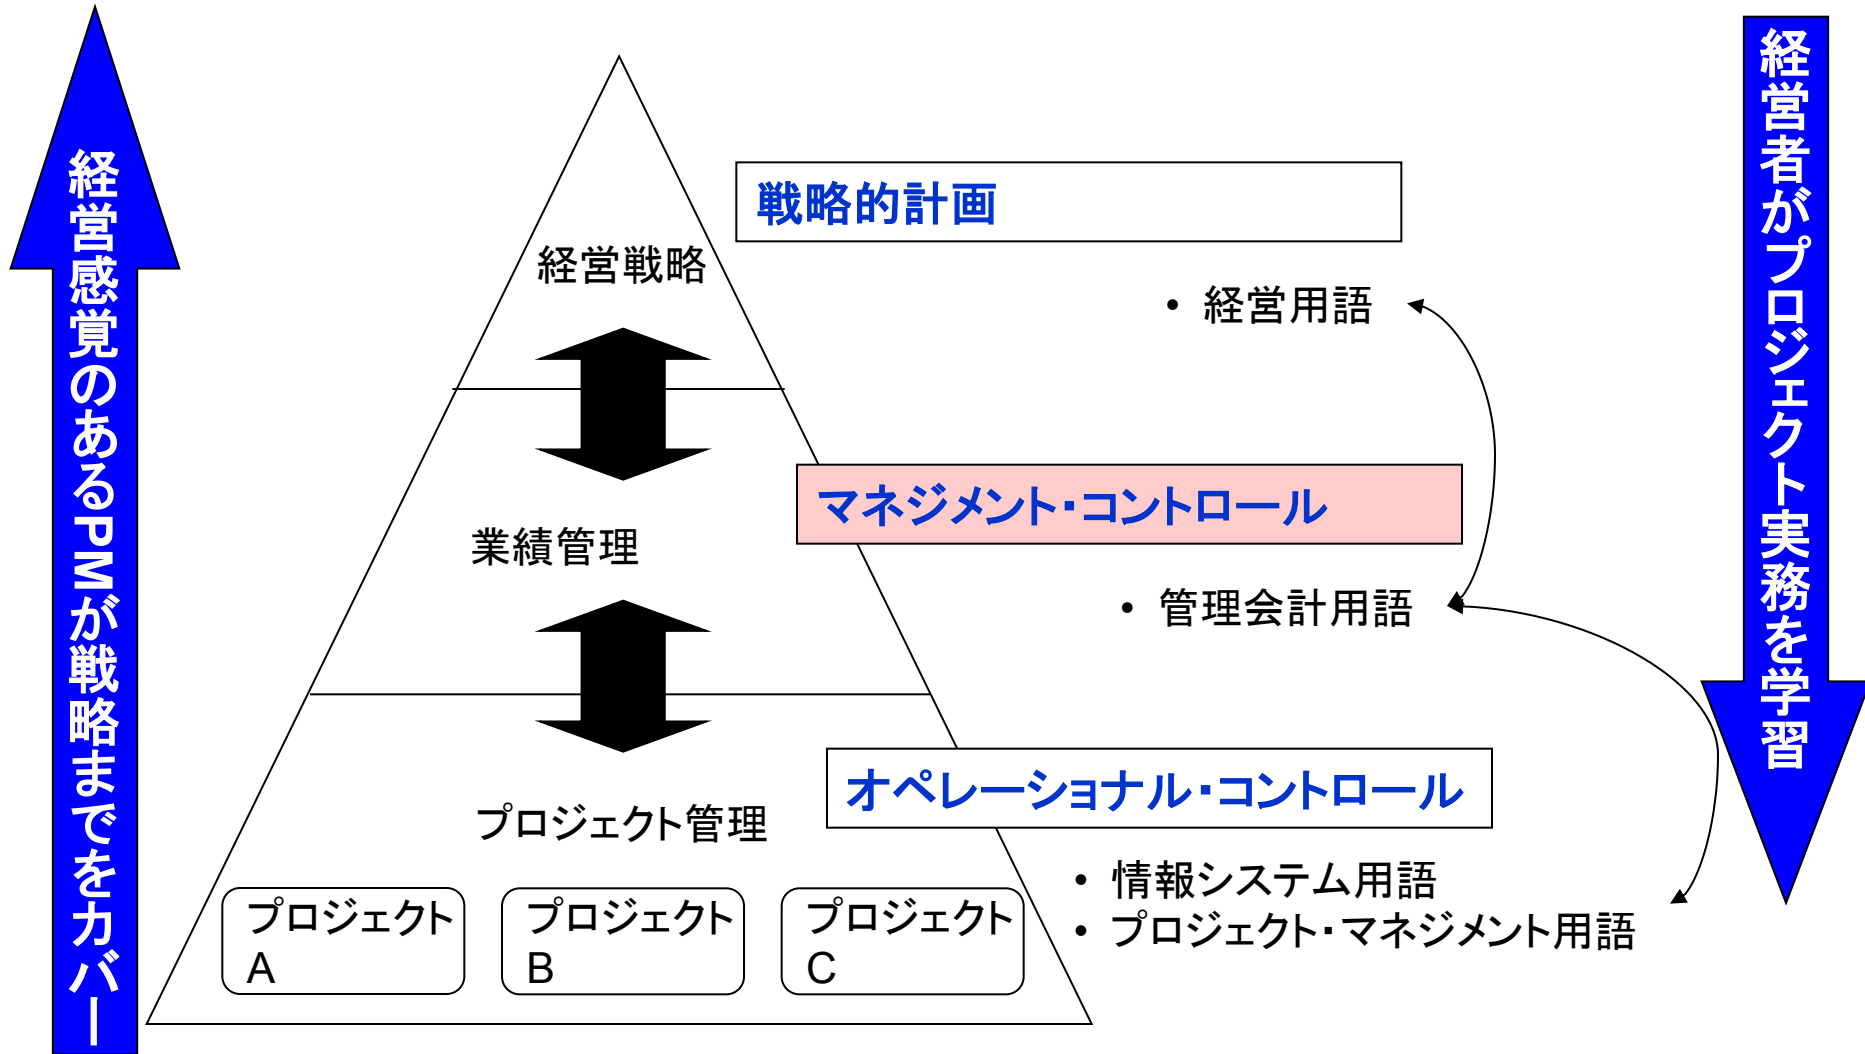 経営感覚のあるPMが戦略までをカバー
経営者がプロジェクト実務を学習
戦略的計画
経営戦略
• 経営用語
マネジメント・コントロール
業績管理
• 管理会計用語
オペレーショナル・コントロール
プロジェクト管理
• 情報システム用語
• プロジェクト・マネジメント用語
プロジェクト
A
プロジェクト
B
プロジェクト
C